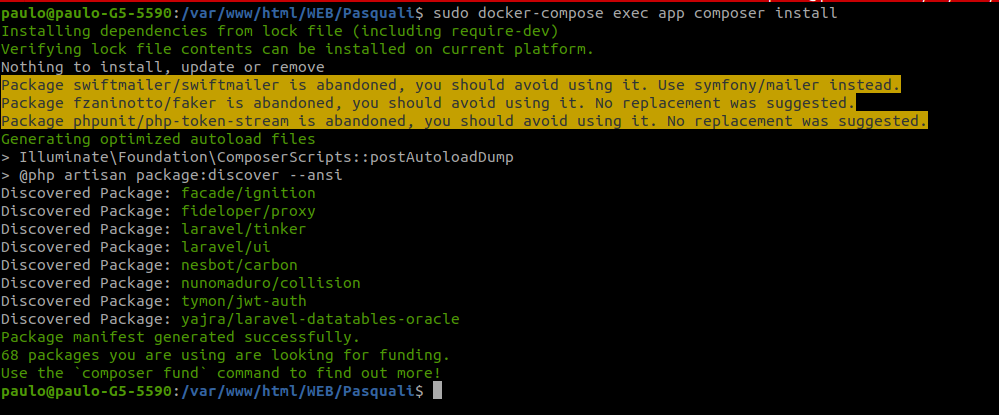 paulo@paulo-G5-5590:/var/www/html/WEB/Pasquali$ sudo docker-compose exec app composer install
Installing dependencies from lock file (including require-dev)
Verifying lock file contents can be installed on current platform.
Nothing to install, update or remove
Package swiftmailer/swiftmailer is abandoned, you should avoid using it. Use symfony/mailer instead.
Package fzaninotto/faker is abandoned, you should avoid using it. No replacement was suggested.
Package phpunit/php-token-stream is abandoned, you should avoid using it. No replacement was suggested.
Generating optimized autoload files
> Illuminate\Foundation\ComposerScripts::postAutoloadDump
> @php artisan package:discover --ansi
Discovered Package: facade/ignition
Discovered Package: fideloper/proxy
Discovered Package: laravel/tinker
Discovered Package: laravel/ui
Discovered Package: nesbot/carbon
Discovered Package: nunomaduro/collision
Discovered Package: tymon/jwt-auth
Discovered Package: yajra/laravel-datatables-oracle
Package manifest generated successfully.
68 packages you are using are looking for funding.
Use the `composer fund` command to find out more!
paulo@paulo-G5-5590:/var/www/html/WEB/Pasquali$